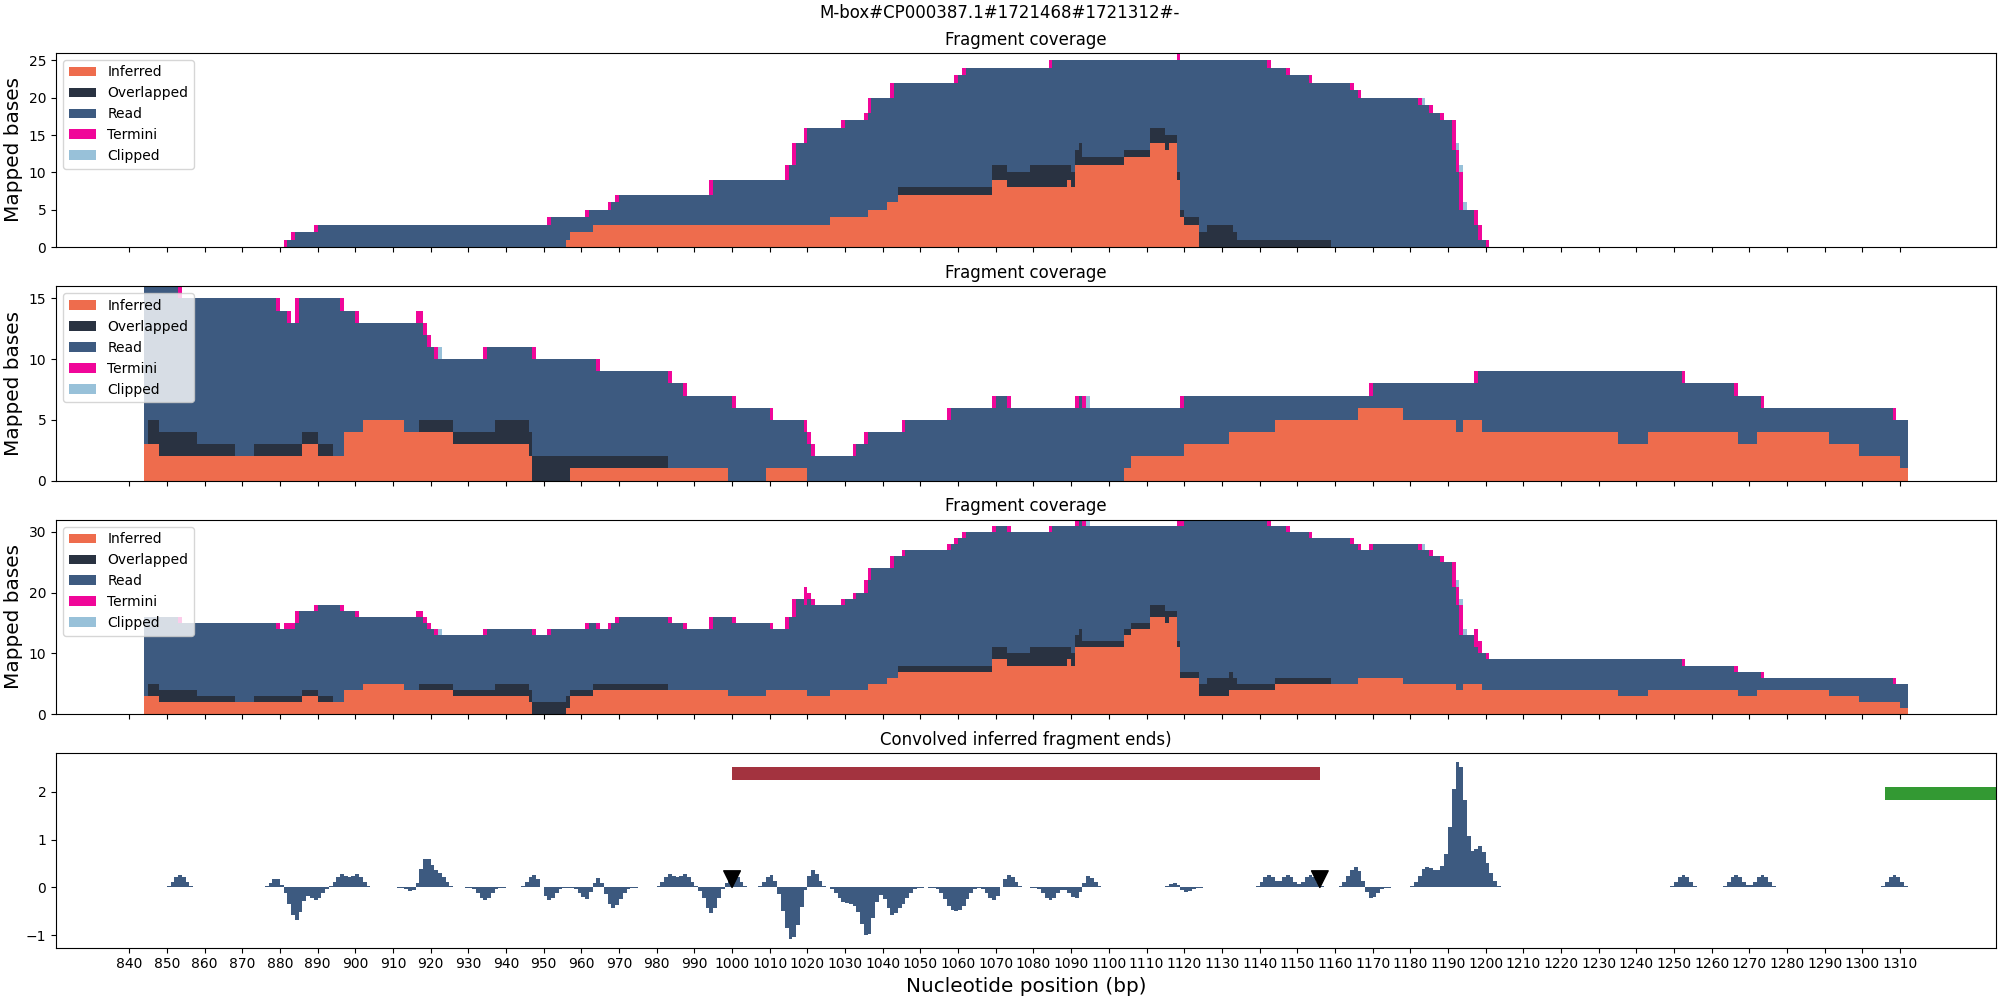 M-box#CP000387.1#1721468#1721312#-
Fragment coverage
Mapped bases
25
20
15
10
5
0
Inferred
Overlapped
Read
Termini
Clipped
Fragment coverage
Mapped bases
15
10
5
0
Inferred
Overlapped
Read
Termini
Clipped
Fragment coverage
Mapped bases
30
20
10
0
Inferred
Overlapped
Read
Termini
Clipped
Convolved inferred fragment ends)
2
1
0
−1
840 850 860 870 880 890 900 910 920 930 940 950 960 970 980 990 1000 1010 1020 1030 1040 1050 1060 1070 1080 1090 1100 1110 1120 1130 1140 1150 1160 1170 1180 1190 1200 1210 1220 1230 1240 1250 1260 1270 1280 1290 1300 1310
Nucleotide position (bp)